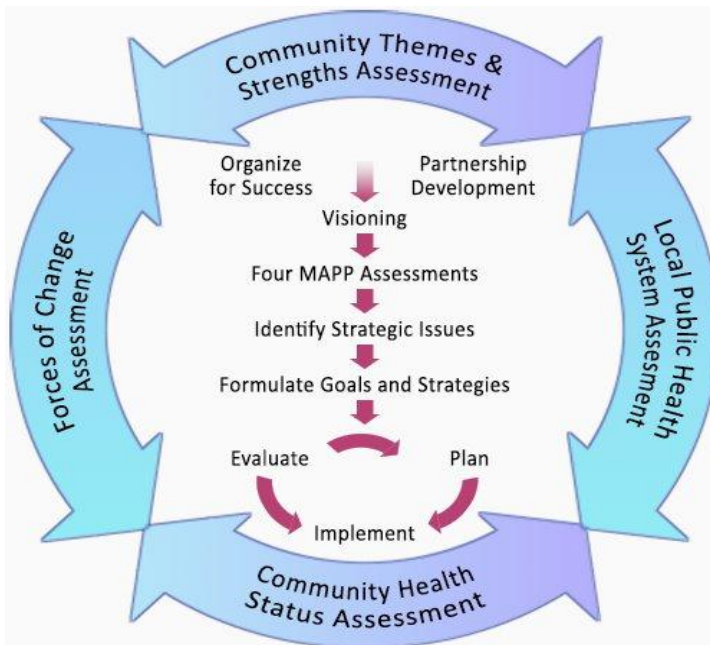 Community Themes &
Strengths Assessment
Organize
for Success
Partnership
Development
Visioning
Four MAPP Assessments
Identify Strategic Issues
Formulate Goals and Strategies
Evaluate
Plan
Implement
Forces of Change
Assessment
Local Public Health
System Assesment
Community Health
Status Assessment